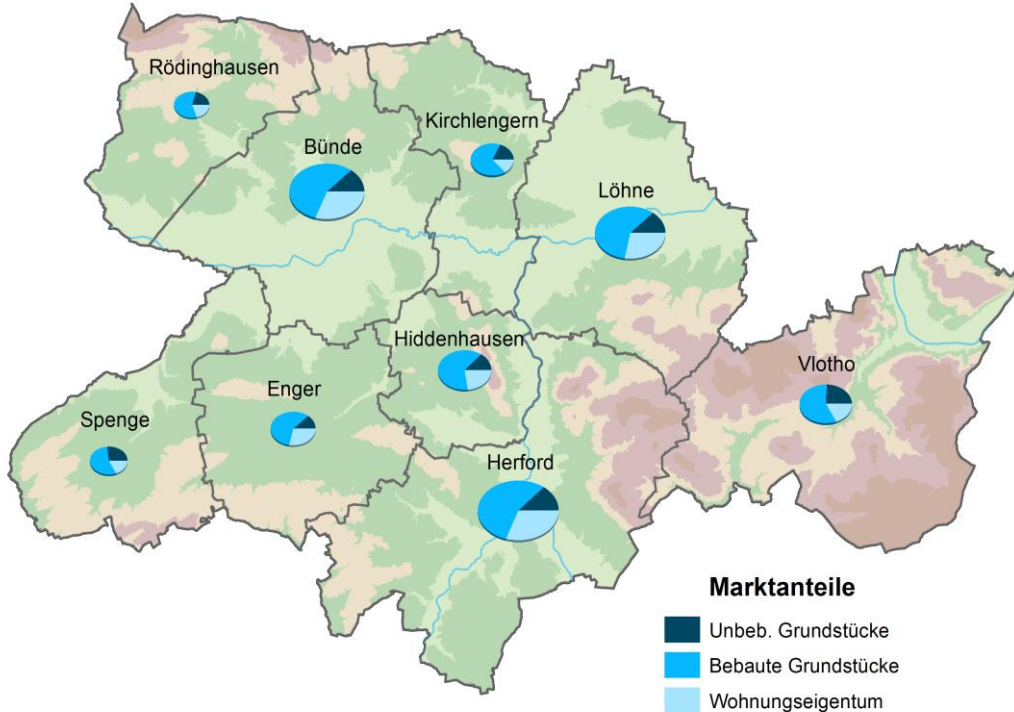 Rödinghausen
Kirchlengern
Bünde
Löhne
Hiddenhausen
Vlotho
Enger
Spenge
Herford
Marktanteile
Unbeb. Grundstücke
Bebaute Grundstücke
Wohnungseigentum